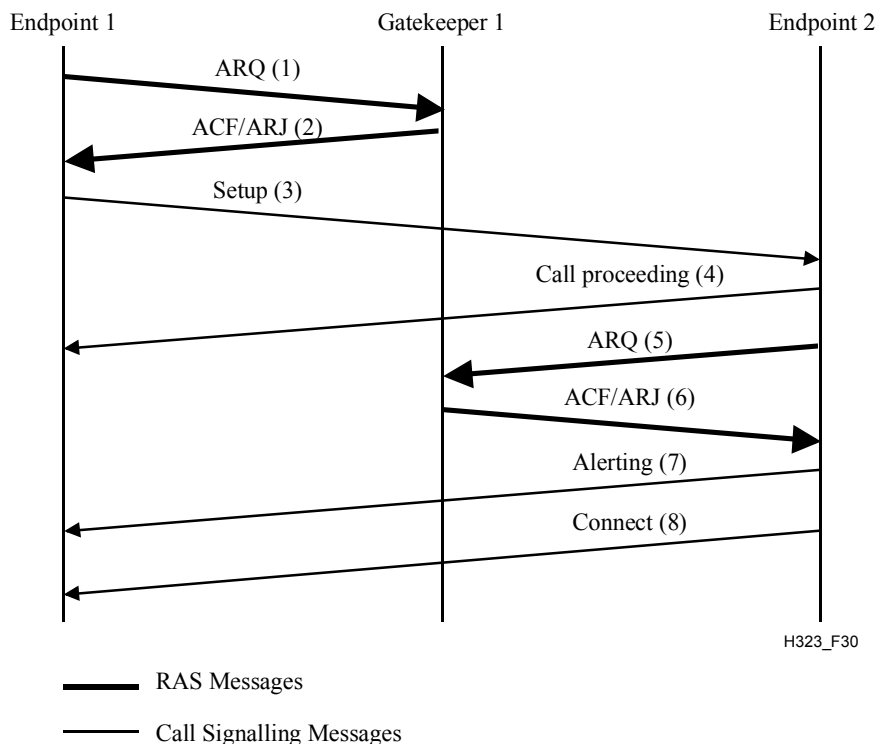 Endpoint 1 Gatekeeper 1 Endpoint 2
ARQ (1)
ACF/ARJ (2)
Setup (3)
Call proceeding (4)
ARQ (5)
ACF/ARJ (6)
Alerting (7)
Connect (8)
H323_F30
RAS Messages
Call Signalling Messages